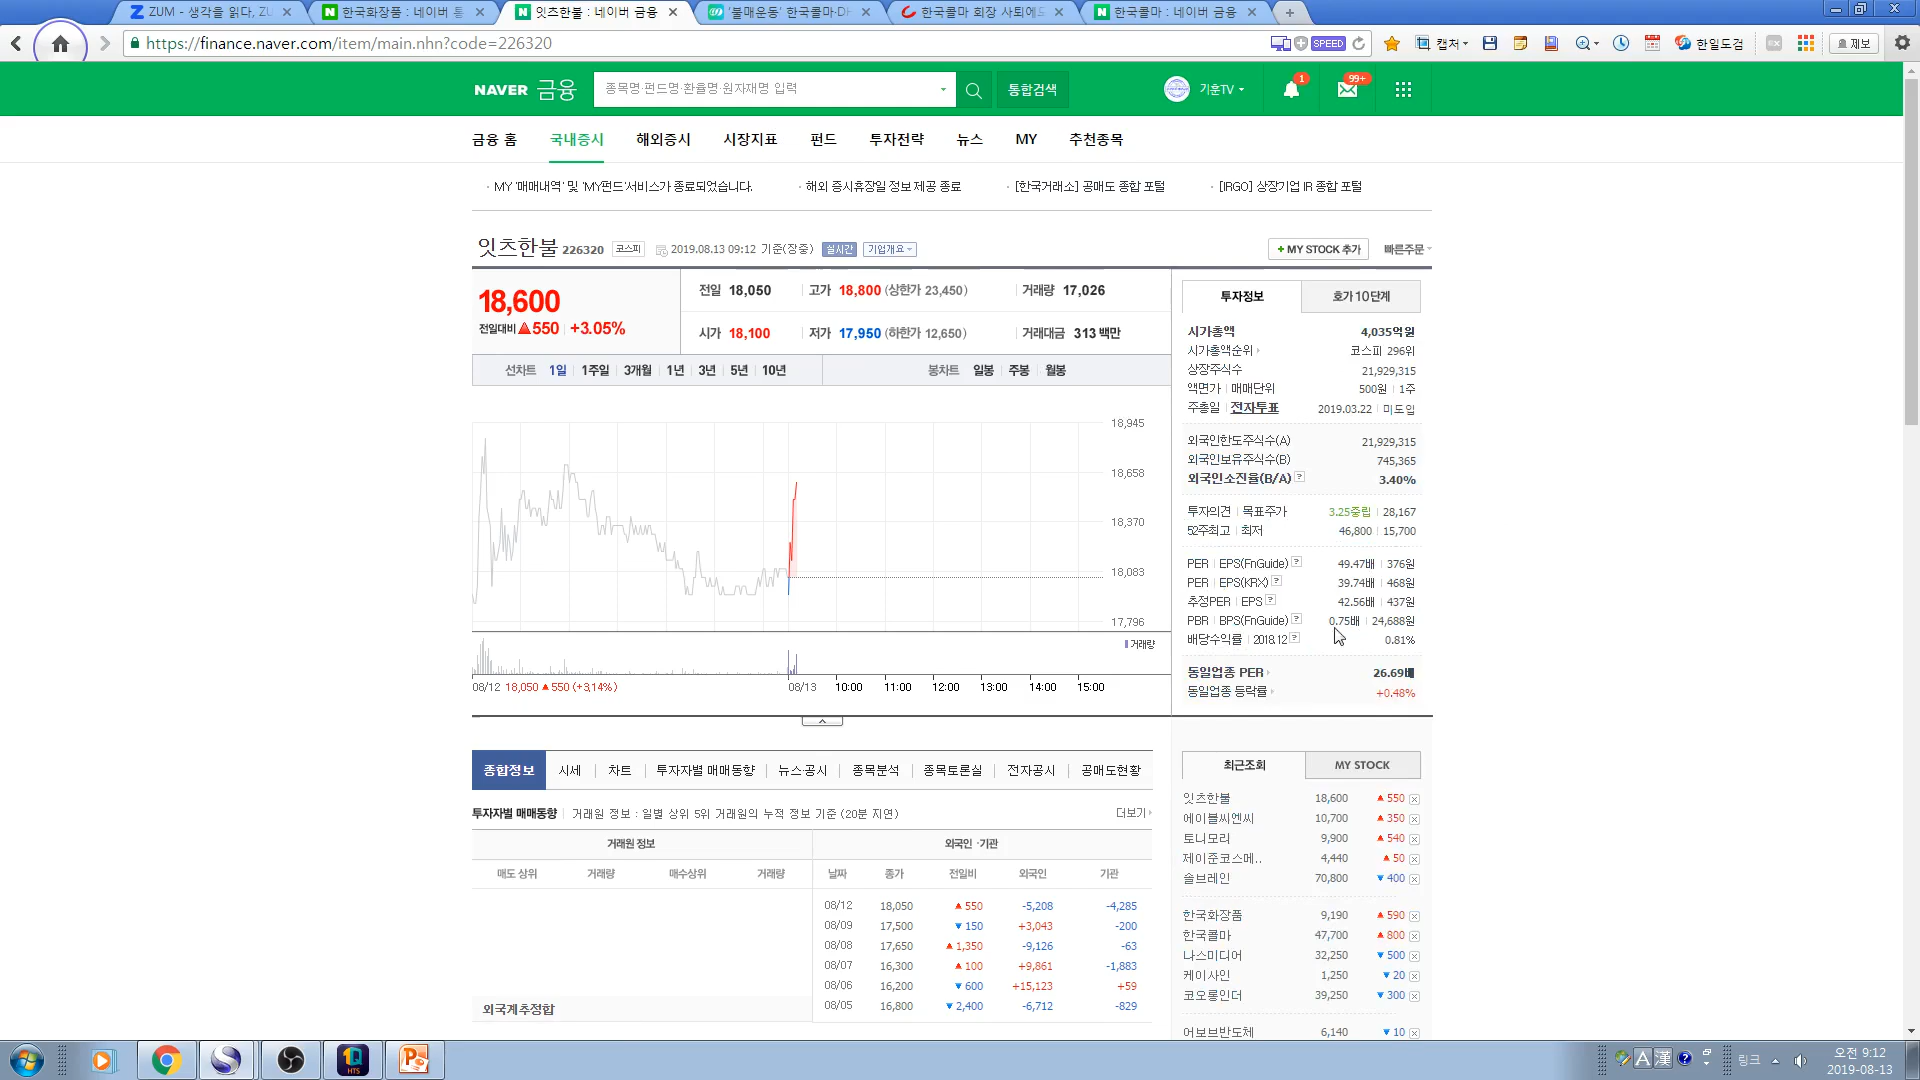 ZUM - 생각을 읽다, ZU
한국화장품 : 네이버 통
잇츠한불 : 네이버 금융
'불매운동' 한국콜마·DH
한국콜마 회장 사퇴에도
한국콜마 : 네이버 금융
https://finance.naver.com/item/main.nhn?code=226320
SPEED
캡처
한일도검
제보
NAVER 금융
종목명·펀드명·환율명·원자재명 입력
통합검색
기훈TV
1
99+
금융 홈 국내증시 해외증시 시장지표 펀드 투자전략 뉴스 MY 추천종목
· MY '매매내역' 및 'MY펀드'서비스가 종료되었습니다.
· 해외 증시휴장일 정보 제공 종료
· [한국거래소] 공매도 종합 포털
· [IRGO] 상장기업 IR 종합 포털
잇츠한불 226320 코스피 2019.08.13 09:12 기준(장중) 실시간 기업개요
+ MY STOCK 추가 빠른주문
18,600
전일대비 ▲550 +3.05%
전일 18,050 고가 18,800 (상한가 23,450) 거래량 17,026
시가 18,100 저가 17,950 (하한가 12,650) 거래대금 313 백만
선차트 1일 1주일 3개월 1년 3년 5년 10년
봉차트 일봉 주봉 월봉
18,945
18,658
18,370
18,083
17,796
거래량
08/12 18,050 ▲ 550 (+3,14%)
08/13 10:00 11:00 12:00 13:00 14:00 15:00
투자정보 호가 10단계
시가총액 4,035억원
시가총액순위 코스피 296위
상장주식수 21,929,315
액면가 매매단위 500원 1주
주총일 전자투표 2019.03.22 미도입
외국인한도주식수(A) 21,929,315
외국인보유주식수(B) 745,365
외국인소진율(B/A) ? 3.40%
투자의견 목표주가 3.25중립 28,167
52주최고 최저 46,800 15,700
PER EPS(FnGuide) ? 49.47배 376원
PER EPS(KRX) ? 39.74배 468원
추정PER EPS ? 42.56배 437원
PBR BPS(FnGuide) ? 0.75배 24,688원
배당수익률 2018.12 ? 0.81%
동일업종 PER 26.69배
동일업종 등락률 +0.48%
종합정보 시세 차트 투자자별 매매동향 뉴스·공시 종목분석 종목토론실 전자공시 공매도현황
투자자별 매매동향 거래원 정보 : 일별 상위 5위 거래원의 누적 정보 기준 (20분 지연) 더보기
거래원 정보
매도 상위 거래량 매수상위 거래량
외국계추정합
외국인 ·기관
날짜 종가 전일비 외국인 기관
08/12 18,050 ▲ 550 -5,208 -4,285
08/09 17,500 ▼ 150 +3,043 -200
08/08 17,650 ▲ 1,350 -9,126 -63
08/07 16,300 ▲ 100 +9,861 -1,883
08/06 16,200 ▼ 600 +15,123 +59
08/05 16,800 ▼ 2,400 -6,712 -829
최근조회 MY STOCK
잇츠한불 18,600 ▲ 550
에이블씨엔씨 10,700 ▲ 350
토니모리 9,900 ▲ 540
제이준코스메.. 4,440 ▲ 50
솔브레인 70,800 ▼ 400
한국화장품 9,190 ▲ 590
한국콜마 47,700 ▲ 800
나스미디어 32,250 ▼ 500
케이사인 1,250 ▼ 20
코오롱인더 39,250 ▼ 300
어보브반도체 6,140 ▼ 10
HTS
A 漢
링크
오전 9:12
2019-08-13